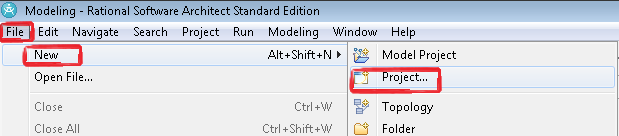 Modeling - Rational Software Architect Standard Edition
File Edit Navigate Search Project Run Modeling Window Help
New Alt+Shift+N Model Project
Open File... Project...
Close Ctrl+W Topology
Close All Ctrl+Shift+W Folder